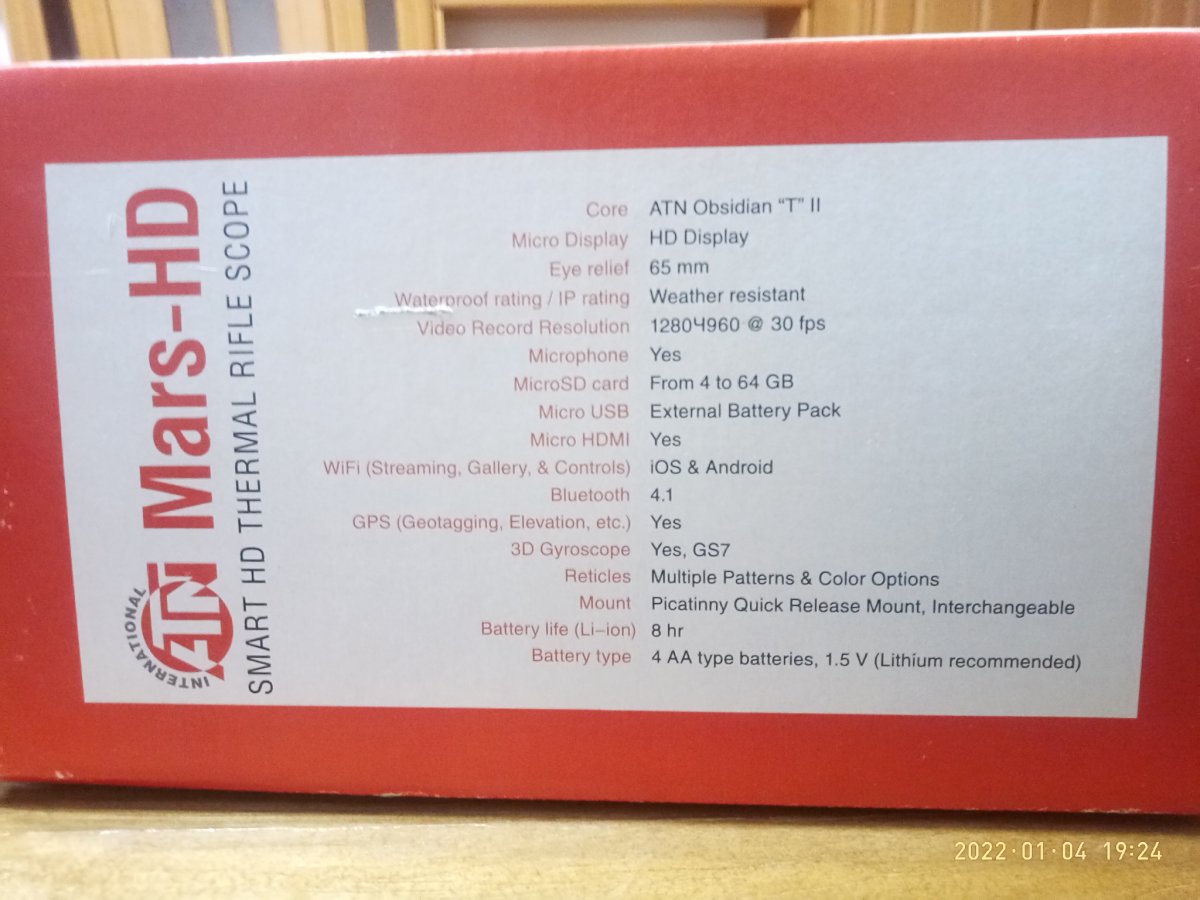 INTERNATIONAL
ATN Mars-HD
SMART HD THERMAL RIFLE SCOPE
Core ATN Obsidian “T” II
Micro Display HD Display
Eye relief 65 mm
Waterproof rating / IP rating Weather resistant
Video Record Resolution 1280Ч960 @ 30 fps
Microphone Yes
MicroSD card From 4 to 64 GB
Micro USB External Battery Pack
Micro HDMI Yes
WiFi (Streaming, Gallery, & Controls) iOS & Android
Bluetooth 4.1
GPS (Geotagging, Elevation, etc.) Yes
3D Gyroscope Yes, GS7
Reticles Multiple Patterns & Color Options
Mount Picatinny Quick Release Mount, Interchangeable
Battery life (Li–ion) 8 hr
Battery type 4 AA type batteries, 1.5 V (Lithium recommended)
2022·01·04 19:24